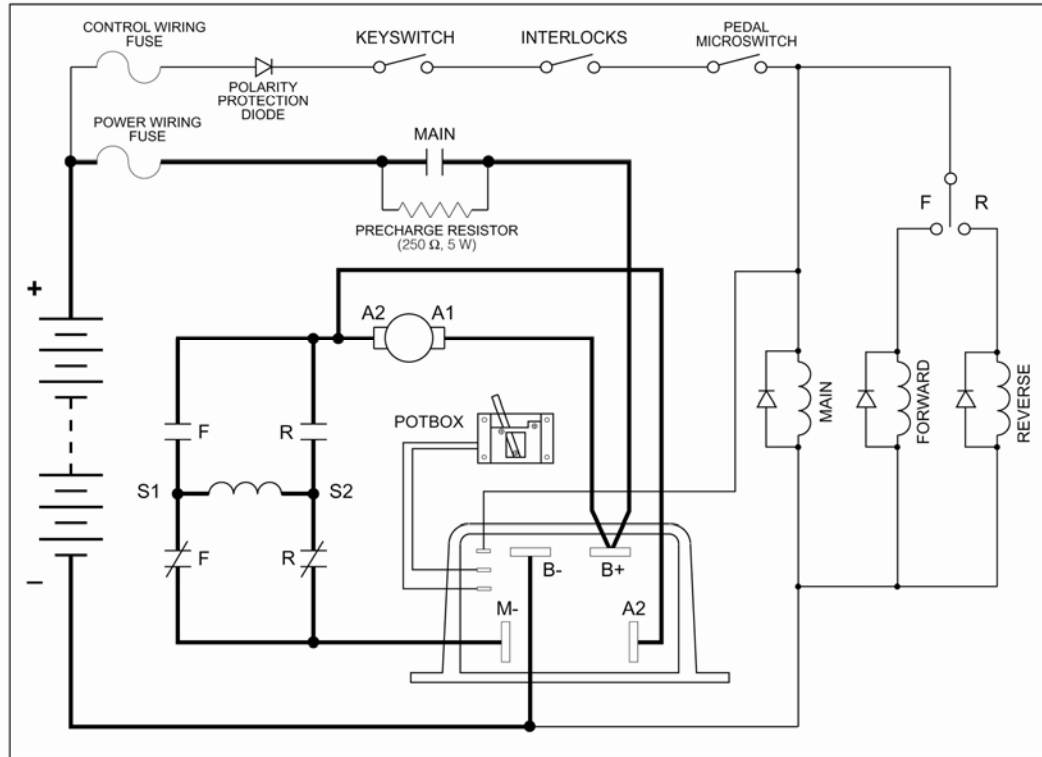 CONTROL WIRING
FUSE
KEYSWITCH
INTERLOCKS
PEDAL
MICROSWITCH
POLARITY
PROTECTION
DIODE
POWER WIRING
FUSE
MAIN
PRECHARGE RESISTOR
(250 Ω, 5 W)
F
R
+
A2
A1
MAIN
FORWARD
REVERSE
POTBOX
F
R
S1
S2
F
R
B-
B+
–
M-
A2